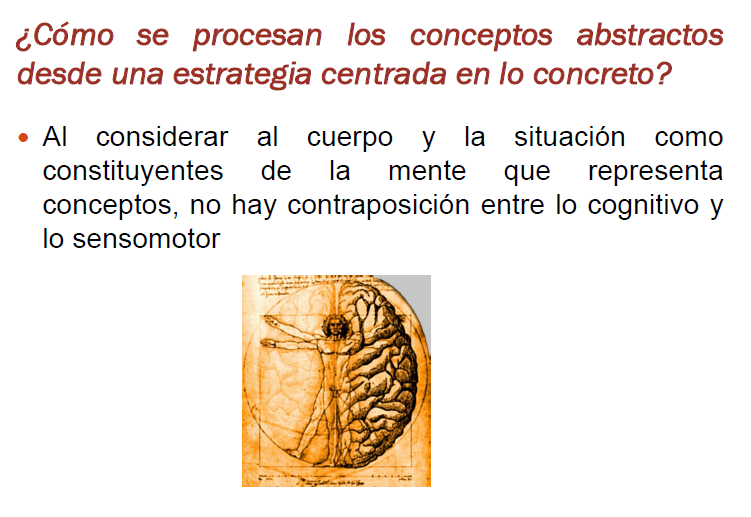 ¿Cómo se procesan los conceptos abstractos
desde una estrategia centrada en lo concreto?
• Al considerar al cuerpo y la situación como
constituyentes de la mente que representa
conceptos, no hay contraposición entre lo cognitivo y
lo sensomotor